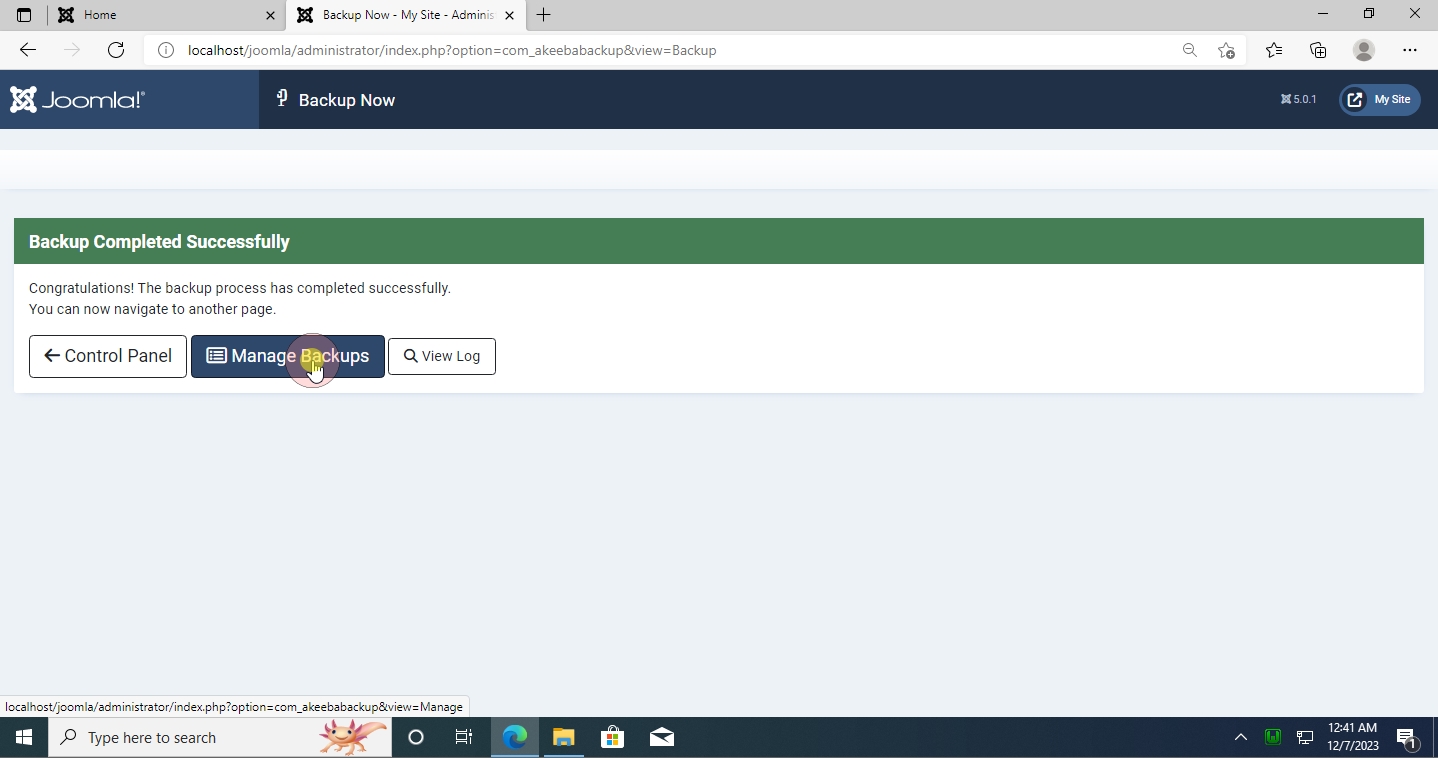 Home
Backup Now - My Site - Adminis
localhost/joomla/administrator/index.php?option=com_akeebabackup&view=Backup
Joomla!®
Backup Now
5.0.1
My Site
Backup Completed Successfully
Congratulations! The backup process has completed successfully.
You can now navigate to another page.
Control Panel
Manage Backups
View Log
localhost/joomla/administrator/index.php?option=com_akeebabackup&view=Manage
Type here to search
12:41 AM
12/7/2023
1